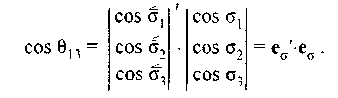 cos θ₁₃ = | cos σ̄₁ |' · | cos σ₁ | = e_σ̄'·e_σ .
| cos σ̄₂ | | cos σ₂ |
| cos σ̄₃ | | cos σ₃ |